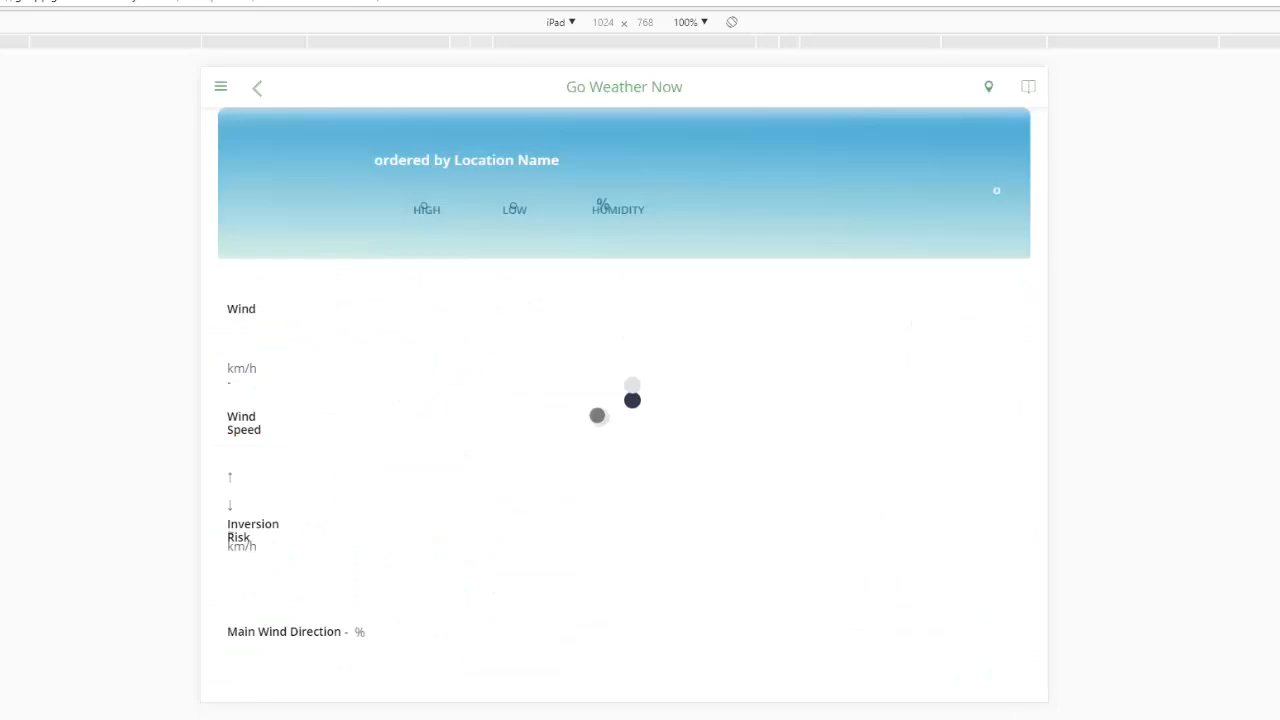 iPad ▼ 1024 x 768 100% ▼
Go Weather Now
ordered by Location Name
%
HIGH LOW HUMIDITY
Wind
km/h
-
Wind
Speed
↑
↓
Inversion
Risk
km/h
Main Wind Direction - %